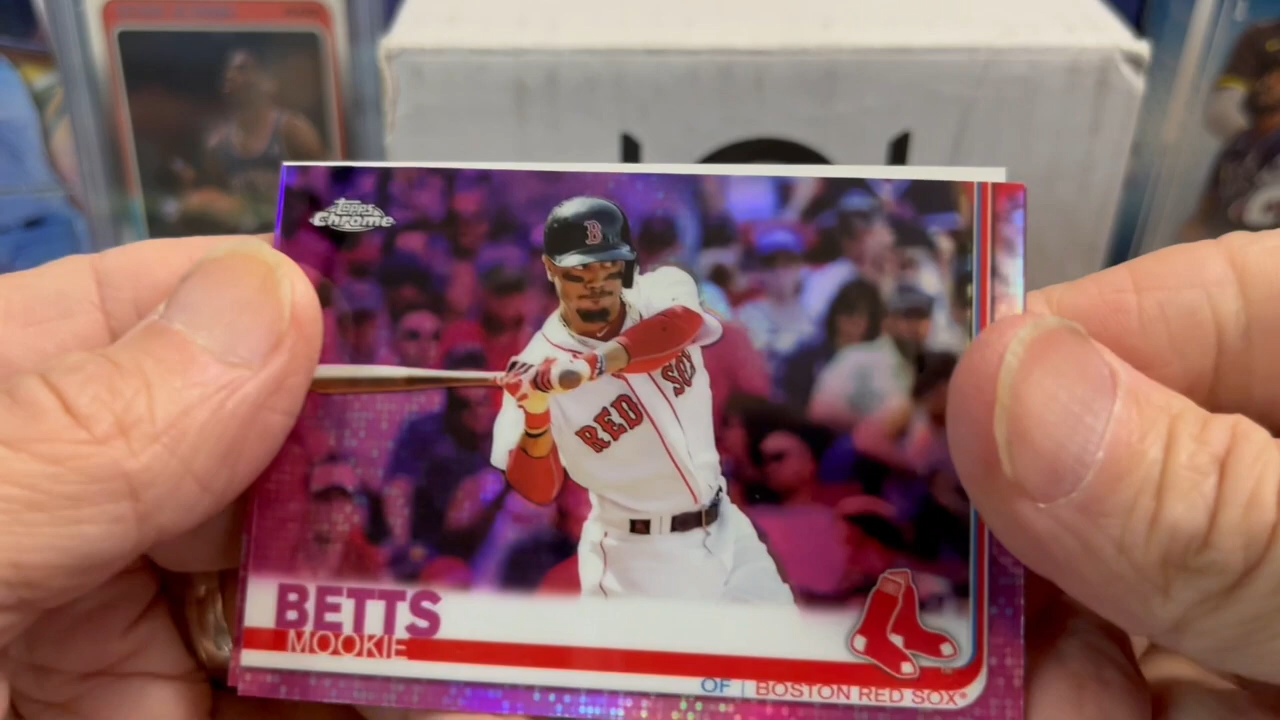 Topps
Chrome
B
RED SOX
BETTS
MOOKIE
OF | BOSTON RED SOX®